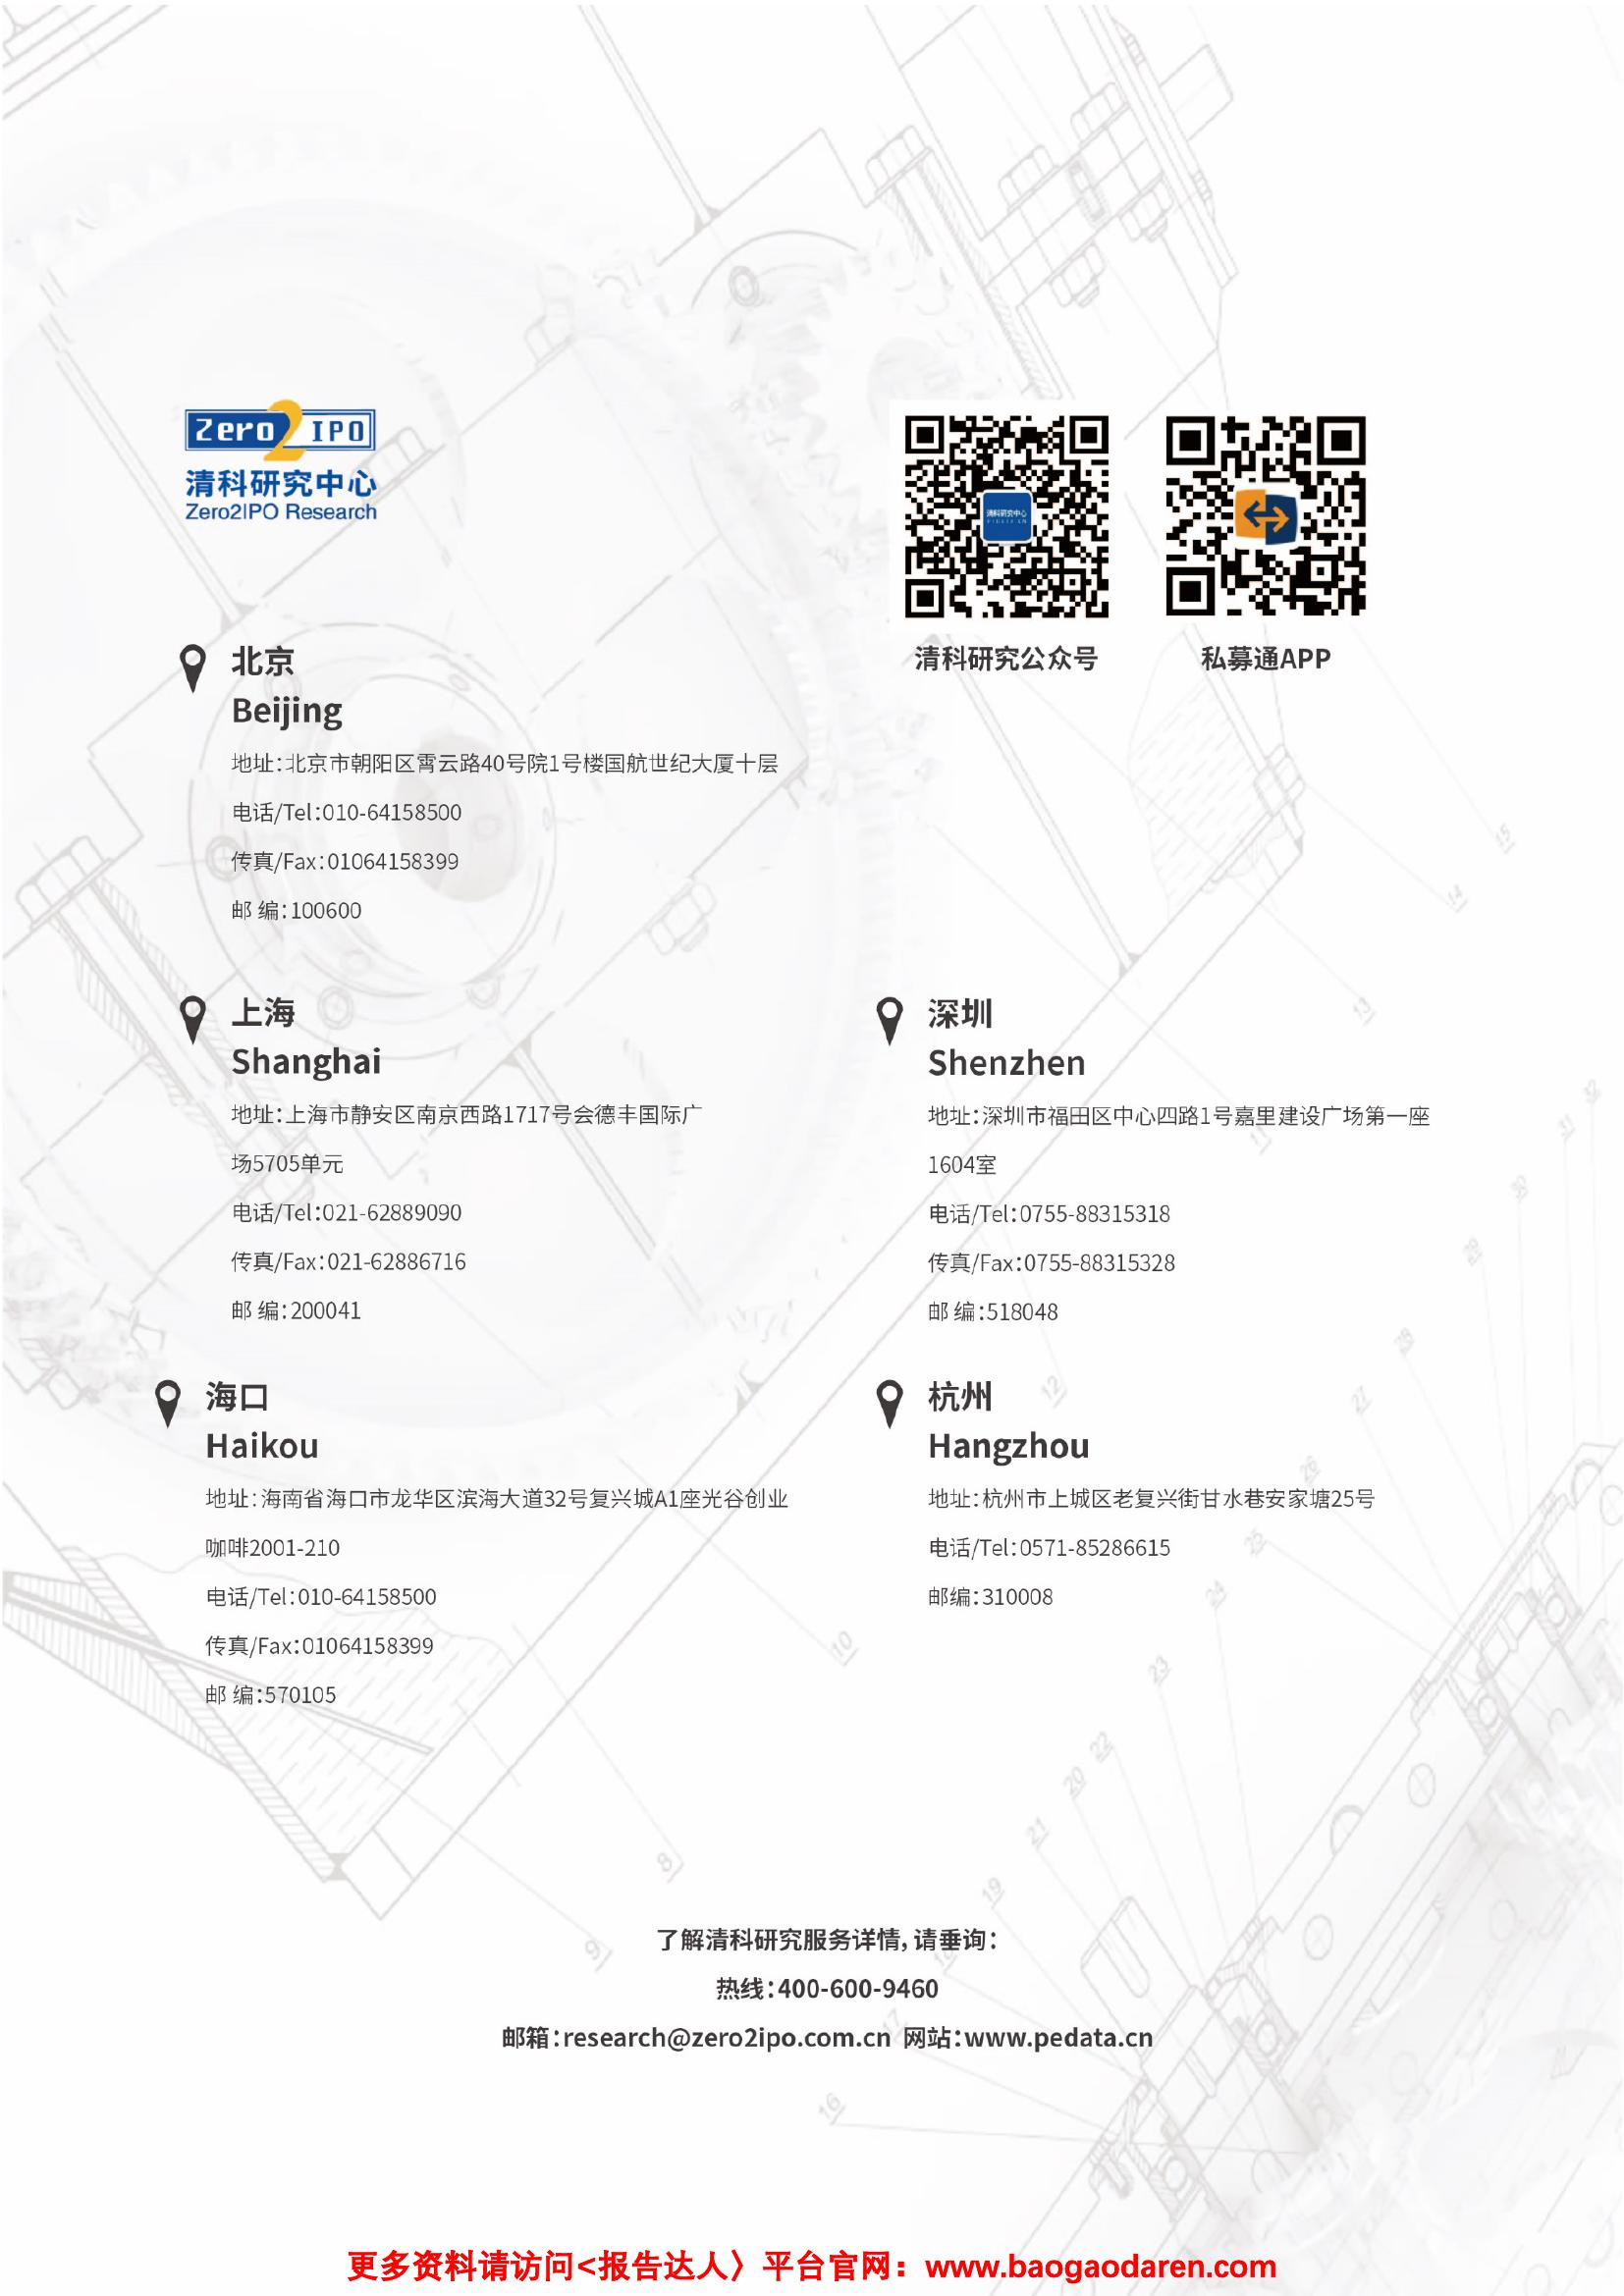 Zero2IPO
清科研究中心
Zero2IPO Research
清科研究公众号
私募通APP
北京
Beijing
地址：北京市朝阳区霄云路40号院1号楼国航世纪大厦十层
电话/Tel：010-64158500
传真/Fax：01064158399
邮 编：100600
上海
Shanghai
地址：上海市静安区南京西路1717号会德丰国际广
场5705单元
电话/Tel：021-62889090
传真/Fax：021-62886716
邮 编：200041
深圳
Shenzhen
地址：深圳市福田区中心四路1号嘉里建设广场第一座
1604室
电话/Tel：0755-88315318
传真/Fax：0755-88315328
邮 编：518048
海口
Haikou
地址：海南省海口市龙华区滨海大道32号复兴城A1座光谷创业
咖啡2001-210
电话/Tel：010-64158500
传真/Fax：01064158399
邮 编：570105
杭州
Hangzhou
地址：杭州市上城区老复兴街甘水巷安家塘25号
电话/Tel：0571-85286615
邮编：310008
了解清科研究服务详情，请垂询：
热线：400-600-9460
邮箱：research@zero2ipo.com.cn 网站：www.pedata.cn
更多资料请访问<报告达人〉平台官网：www.baogaodaren.com